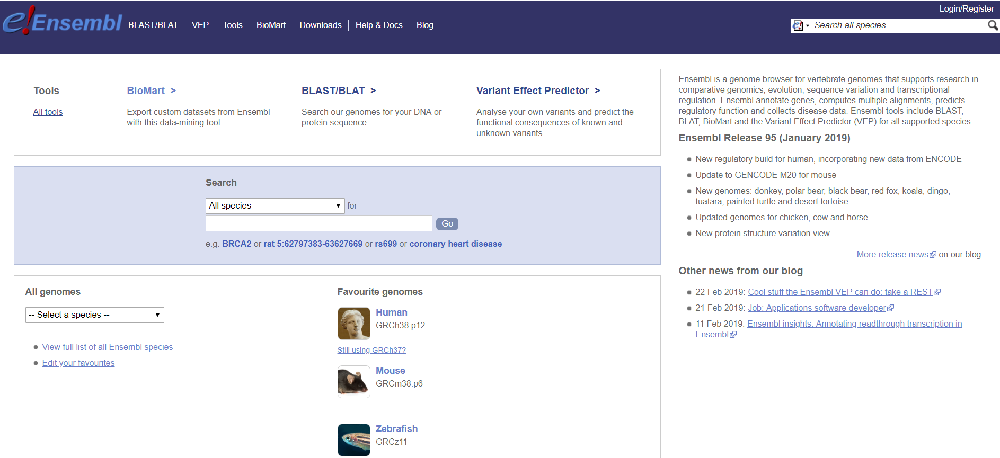 Login/Register
e!Ensembl BLAST/BLAT VEP Tools BioMart Downloads Help & Docs Blog
e! Search all species…
Tools
All tools
BioMart >
Export custom datasets from Ensembl
with this data-mining tool
BLAST/BLAT >
Search our genomes for your DNA or
protein sequence
Variant Effect Predictor >
Analyse your own variants and predict the
functional consequences of known and
unknown variants
Search
All species for
Go
e.g. BRCA2 or rat 5:62797383-63627669 or rs699 or coronary heart disease
All genomes
-- Select a species --
View full list of all Ensembl species
Edit your favourites
Favourite genomes
Human
GRCh38.p12
Still using GRCh37?
Mouse
GRCm38.p6
Zebrafish
GRCz11
Ensembl is a genome browser for vertebrate genomes that supports research in
comparative genomics, evolution, sequence variation and transcriptional
regulation. Ensembl annotate genes, computes multiple alignments, predicts
regulatory function and collects disease data. Ensembl tools include BLAST,
BLAT, BioMart and the Variant Effect Predictor (VEP) for all supported species.
Ensembl Release 95 (January 2019)
New regulatory build for human, incorporating new data from ENCODE
Update to GENCODE M20 for mouse
New genomes: donkey, polar bear, black bear, red fox, koala, dingo,
tuatara, painted turtle and desert tortoise
Updated genomes for chicken, cow and horse
New protein structure variation view
More release news on our blog
Other news from our blog
22 Feb 2019: Cool stuff the Ensembl VEP can do: take a REST
21 Feb 2019: Job: Applications software developer
11 Feb 2019: Ensembl insights: Annotating readthrough transcription in
Ensembl